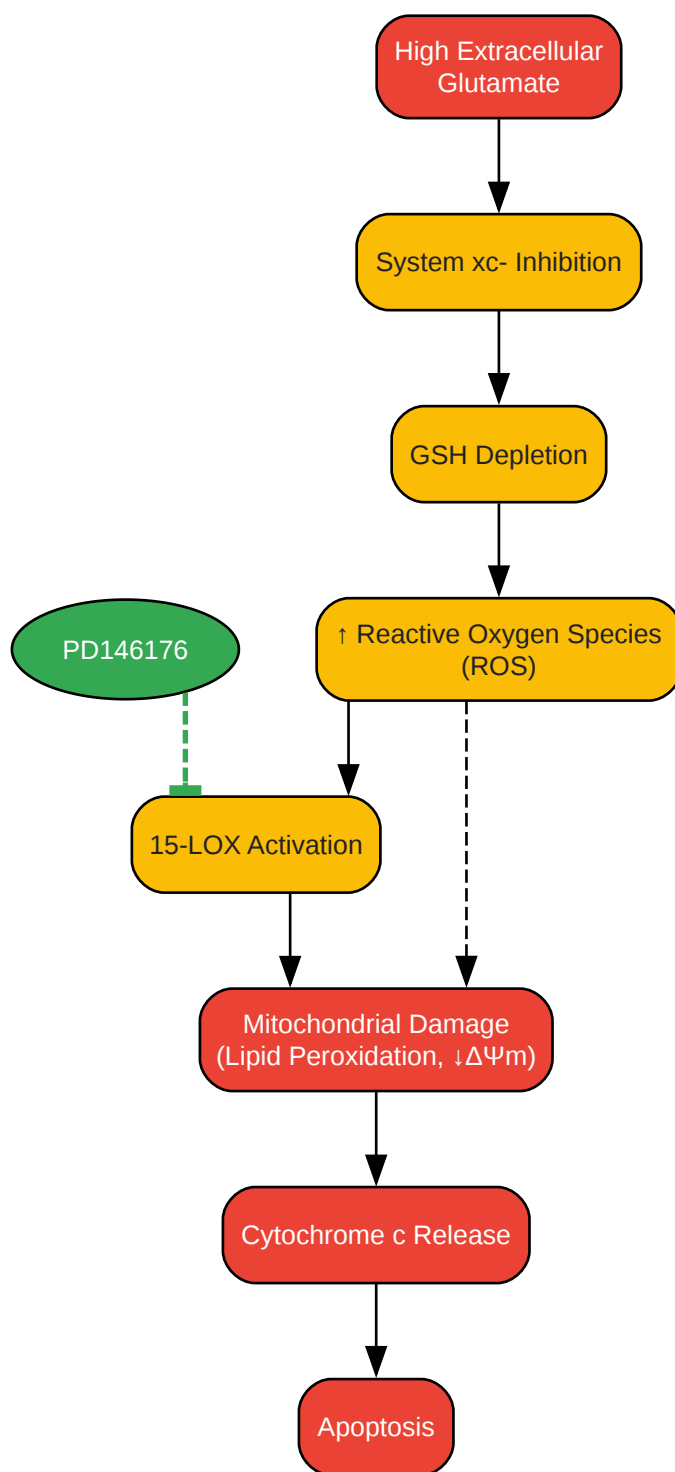 High Extracellular
Glutamate
System xc- Inhibition
GSH Depletion
PD146176
↑ Reactive Oxygen Species
(ROS)
15-LOX Activation
Mitochondrial Damage
(Lipid Peroxidation, ↓ΔΨm)
Cytochrome c Release
Apoptosis